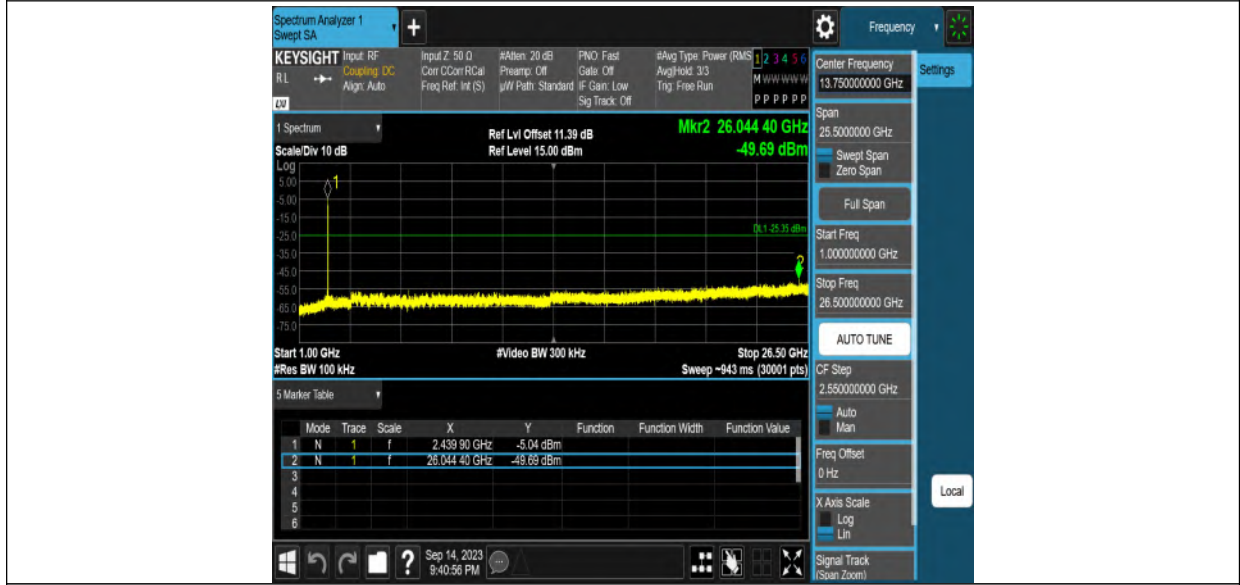 Spectrum Analyzer 1
Swept SA
+
Frequency
KEYSIGHT
RL
LXI
Input: RF
Coupling: DC
Align: Auto
Input Z: 50 Ω
Corr CCorr RCal
Freq Ref: Int (S)
#Atten: 20 dB
Preamp: Off
µW Path: Standard
PNO: Fast
Gate: Off
IF Gain: Low
Sig Track: Off
#Avg Type: Power (RMS
Avg|Hold: 3/3
Trig: Free Run
1 2 3 4 5 6
M W W W W W
P P P P P P
1 Spectrum
Scale/Div 10 dB
Ref Lvl Offset 11.39 dB
Ref Level 15.00 dBm
Mkr2 26.044 40 GHz
-49.69 dBm
Log
5.00
-5.00
-15.0
-25.0
-35.0
-45.0
-55.0
-65.0
-75.0
1
DL1 -25.35 dBm
2
Start 1.00 GHz
#Res BW 100 kHz
#Video BW 300 kHz
Stop 26.50 GHz
Sweep ~943 ms (30001 pts)
5 Marker Table
Mode Trace Scale X Y Function Function Width Function Value
1 N 1 f 2.439 90 GHz -5.04 dBm
2 N 1 f 26.044 40 GHz -49.69 dBm
3
4
5
6
?
Sep 14, 2023
9:40:56 PM
Center Frequency
13.750000000 GHz
Settings
Span
25.5000000 GHz
Swept Span
Zero Span
Full Span
Start Freq
1.000000000 GHz
Stop Freq
26.500000000 GHz
AUTO TUNE
CF Step
2.550000000 GHz
Auto
Man
Freq Offset
0 Hz
X Axis Scale
Log
Lin
Signal Track
(Span Zoom)
Local